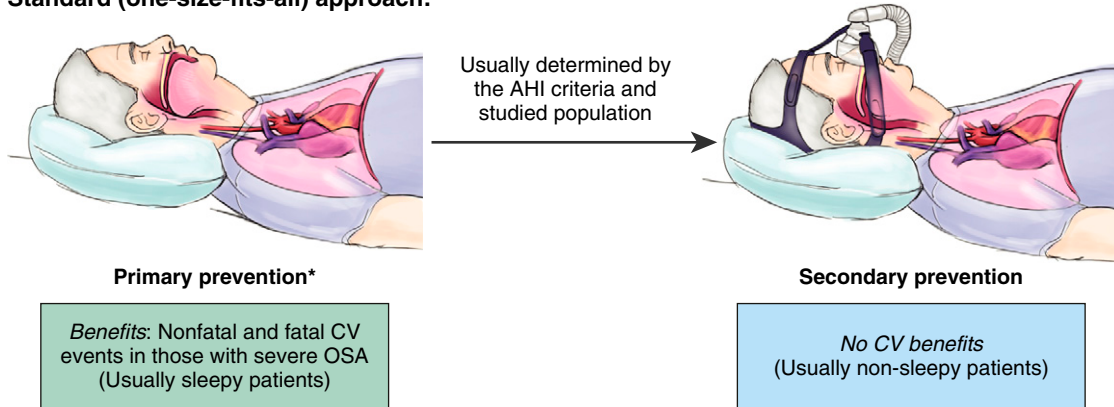 Standard (one-size-fits-all) approach:
Usually determined by
the AHI criteria and
studied population
Primary prevention*
Secondary prevention
Benefits: Nonfatal and fatal CV
events in those with severe OSA
(Usually sleepy patients)
No CV benefits
(Usually non-sleepy patients)